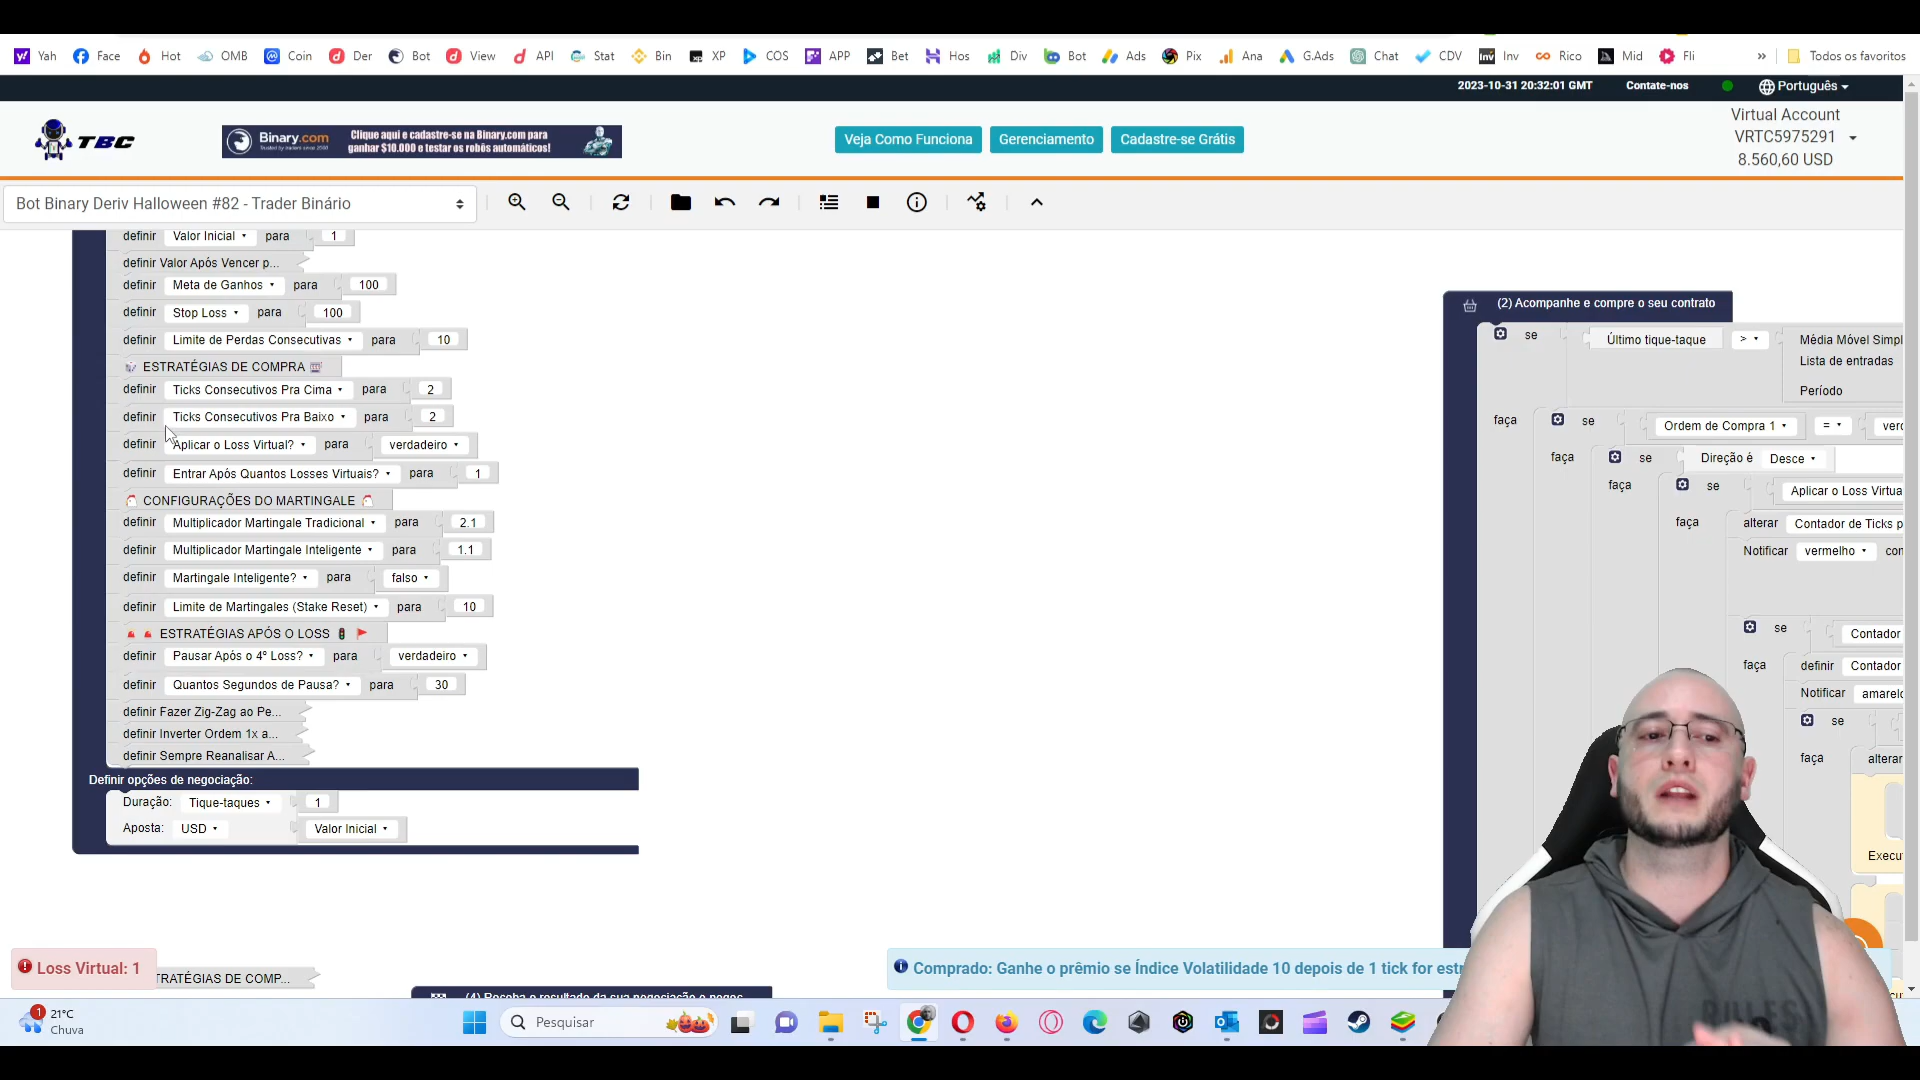 Yah Face Hot OMB Coin Der Bot View API Stat Bin XP COS APP Bet Hos Div Bot Ads Pix Ana G.Ads Chat CDV Inv Rico Mid Fli » Todos os favoritos
2023-10-31 20:32:01 GMT Contate-nos Português
TBC
Binary.com
Clique aqui e cadastre-se na Binary.com para
ganhar $10.000 e testar os robôs automáticos!
Veja Como Funciona Gerenciamento Cadastre-se Grátis
Virtual Account
VRTC5975291
8.560,60 USD
Bot Binary Deriv Halloween #82 - Trader Binário
definir Valor Inicial para 1
definir Valor Após Vencer p...
definir Meta de Ganhos para 100
definir Stop Loss para 100
definir Limite de Perdas Consecutivas para 10
ESTRATÉGIAS DE COMPRA
definir Ticks Consecutivos Pra Cima para 2
definir Ticks Consecutivos Pra Baixo para 2
definir Aplicar o Loss Virtual? para verdadeiro
definir Entrar Após Quantos Losses Virtuais? para 1
CONFIGURAÇÕES DO MARTINGALE
definir Multiplicador Martingale Tradicional para 2.1
definir Multiplicador Martingale Inteligente para 1.1
definir Martingale Inteligente? para falso
definir Limite de Martingales (Stake Reset) para 10
ESTRATÉGIAS APÓS O LOSS
definir Pausar Após o 4º Loss? para verdadeiro
definir Quantos Segundos de Pausa? para 30
definir Fazer Zig-Zag ao Pe...
definir Inverter Ordem 1x a...
definir Sempre Reanalisar A...
Definir opções de negociação:
Duração: Tique-taques 1
Aposta: USD Valor Inicial
(2) Acompanhe e compre o seu contrato
se Último tique-taque > Média Móvel Simpl
Lista de entradas
Período
faça se Ordem de Compra 1 = verd
faça se Direção é Desce
faça se Aplicar o Loss Virtua
faça alterar Contador de Ticks p
Notificar vermelho con
se Contador
faça definir Contador
Notificar amarelo
se
faça alterar
Execu
Loss Virtual: 1
TRATÉGIAS DE COMP...
Comprado: Ganhe o prêmio se Índice Volatilidade 10 depois de 1 tick for estr
(4) Receba o resultado da sua negociação e negoc...
21°C
Chuva
Pesquisar